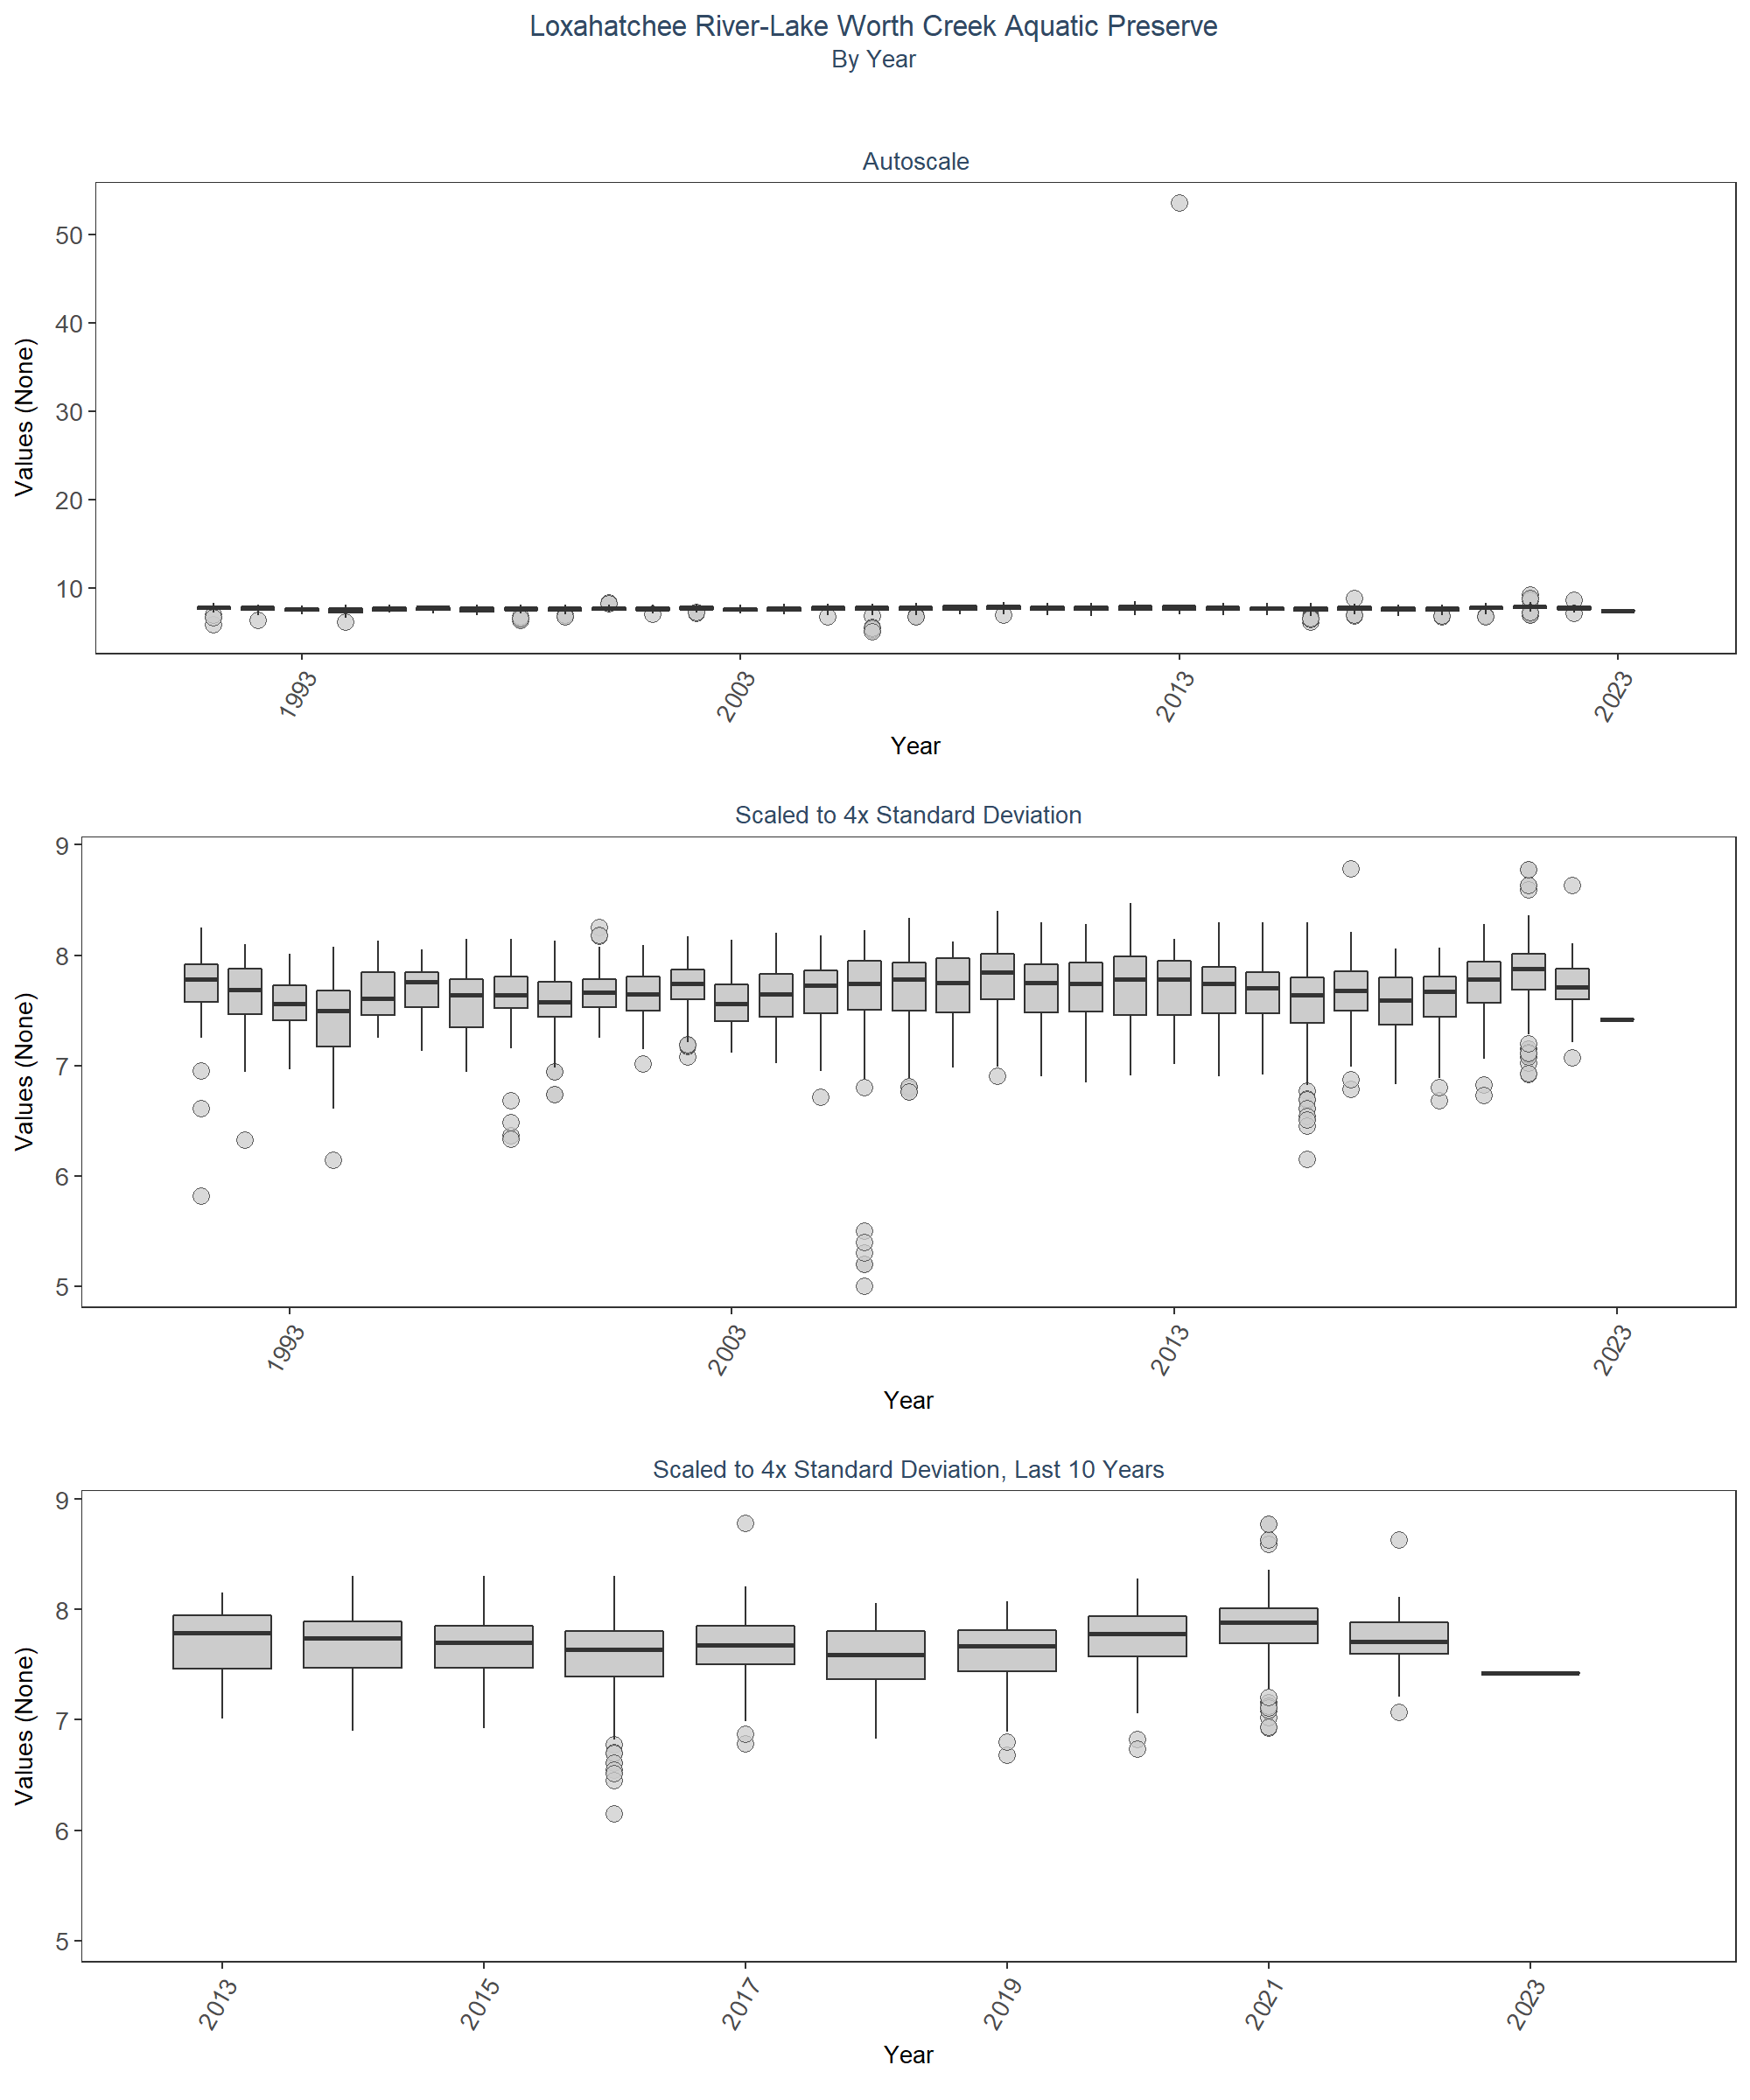 Loxahatchee River-Lake Worth Creek Aquatic Preserve
By Year
Autoscale
Values (None)
50
40
30
20
10
1993
2003
2013
2023
Year
Scaled to 4x Standard Deviation
Values (None)
9
8
7
6
5
1993
2003
2013
2023
Year
Scaled to 4x Standard Deviation, Last 10 Years
Values (None)
9
8
7
6
5
2013
2015
2017
2019
2021
2023
Year